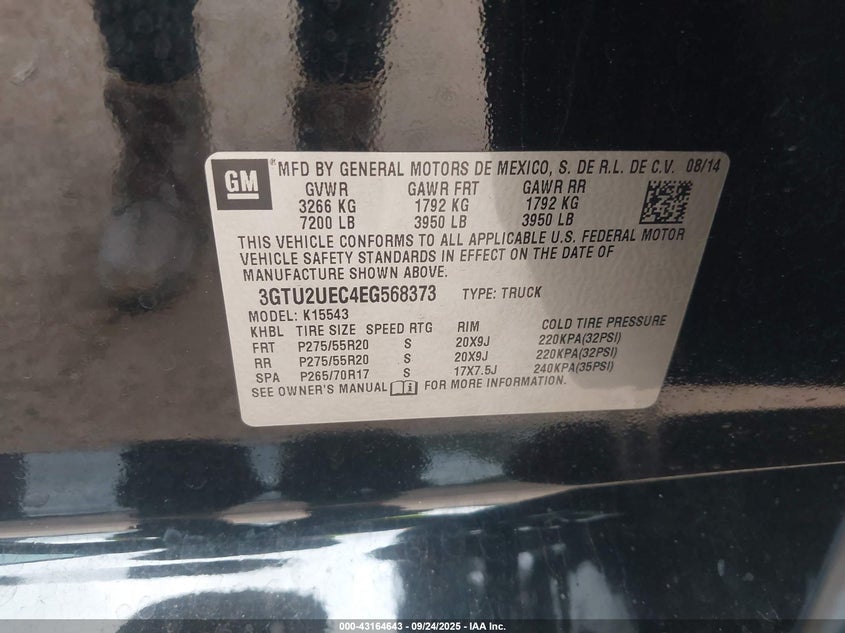 GM ® MFD BY GENERAL MOTORS DE MEXICO, S. DE R.L. DE C.V. 08/14
GVWR GAWR FRT GAWR RR
3266 KG 1792 KG 1792 KG
7200 LB 3950 LB 3950 LB
THIS VEHICLE CONFORMS TO ALL APPLICABLE U.S. FEDERAL MOTOR
VEHICLE SAFETY STANDARDS IN EFFECT ON THE DATE OF
MANUFACTURE SHOWN ABOVE.
3GTU2UEC4EG568373 TYPE: TRUCK
MODEL: K15543
KHBL TIRE SIZE SPEED RTG RIM COLD TIRE PRESSURE
FRT P275/55R20 S 20X9J 220KPA(32PSI)
RR P275/55R20 S 20X9J 220KPA(32PSI)
SPA P265/70R17 S 17X7.5J 240KPA(35PSI)
SEE OWNER'S MANUAL FOR MORE INFORMATION
000-43164643 - 09/24/2025 - IAA Inc.